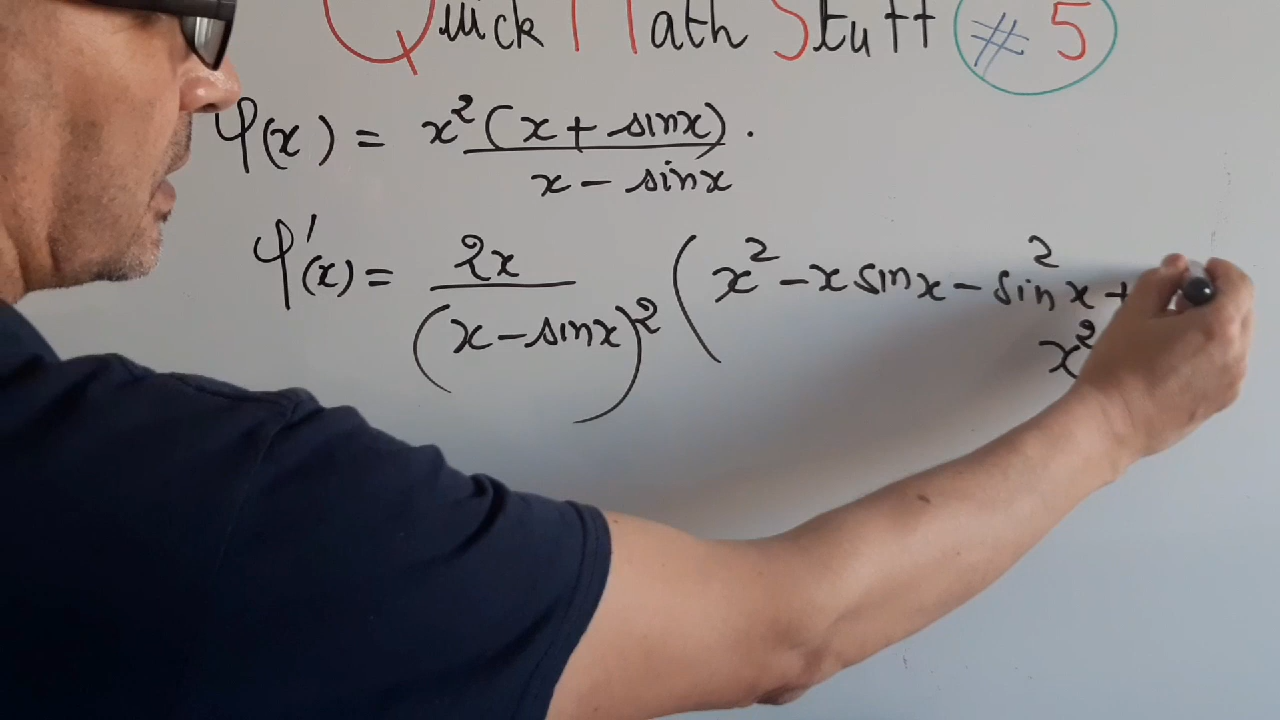 Quick Math Stuff # 5
φ(x) = x²(x + sinx) .
x − sinx
φ'(x) = 2x ( x² − x sinx − sin²x +
(x − sinx)² x²